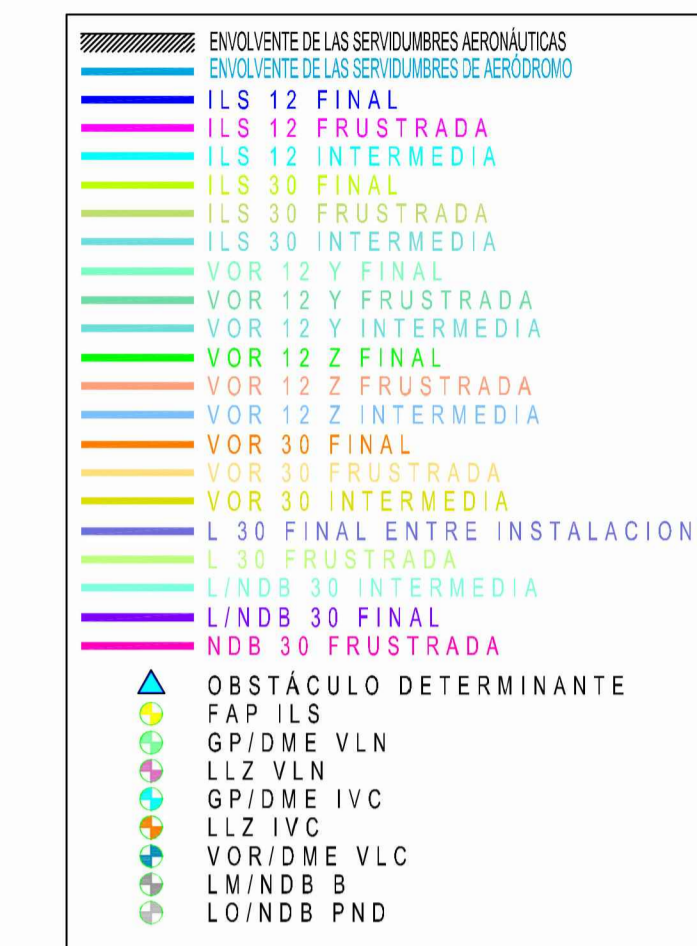 ENVOLVENTE DE LAS SERVIDUMBRES AERONÁUTICAS
ENVOLVENTE DE LAS SERVIDUMBRES DE AERÓDROMO
ILS 12 FINAL
ILS 12 FRUSTRADA
ILS 12 INTERMEDIA
ILS 30 FINAL
ILS 30 FRUSTRADA
ILS 30 INTERMEDIA
VOR 12 Y FINAL
VOR 12 Y FRUSTRADA
VOR 12 Y INTERMEDIA
VOR 12 Z FINAL
VOR 12 Z FRUSTRADA
VOR 12 Z INTERMEDIA
VOR 30 FINAL
VOR 30 FRUSTRADA
VOR 30 INTERMEDIA
L 30 FINAL ENTRE INSTALACION
L 30 FRUSTRADA
L/NDB 30 INTERMEDIA
L/NDB 30 FINAL
NDB 30 FRUSTRADA
OBSTÁCULO DETERMINANTE
FAP ILS
GP/DME VLN
LLZ VLN
GP/DME IVC
LLZ IVC
VOR/DME VLC
LM/NDB B
LO/NDB PND